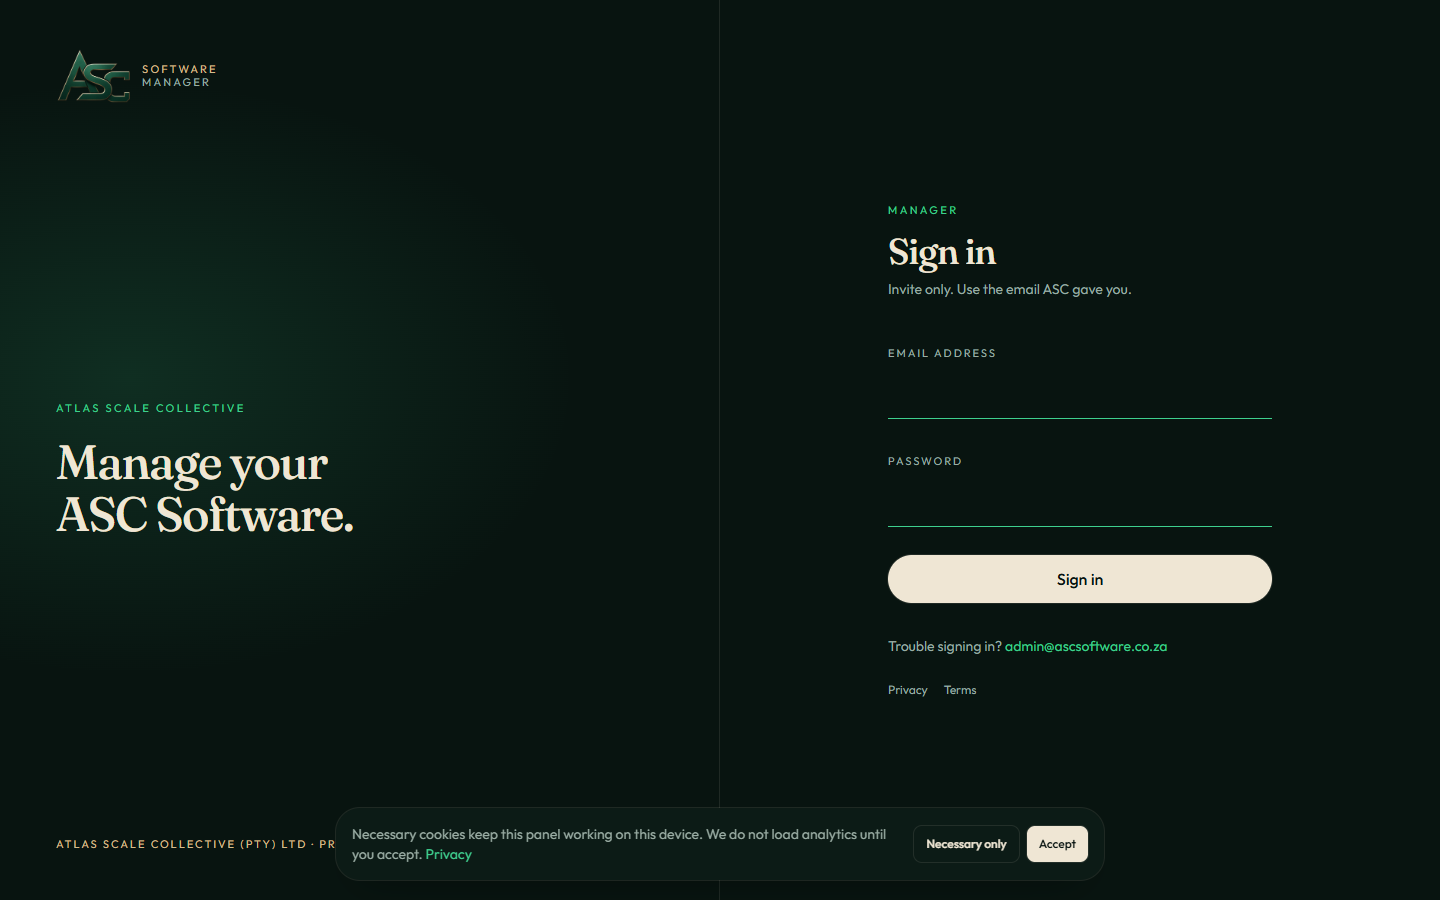 ASC
SOFTWARE
MANAGER
ATLAS SCALE COLLECTIVE
Manage your
ASC Software.
ATLAS SCALE COLLECTIVE (PTY) LTD · PR
MANAGER
Sign in
Invite only. Use the email ASC gave you.
EMAIL ADDRESS
PASSWORD
Sign in
Trouble signing in? admin@ascsoftware.co.za
Privacy Terms
Necessary cookies keep this panel working on this device. We do not load analytics until
you accept. Privacy
Necessary only
Accept